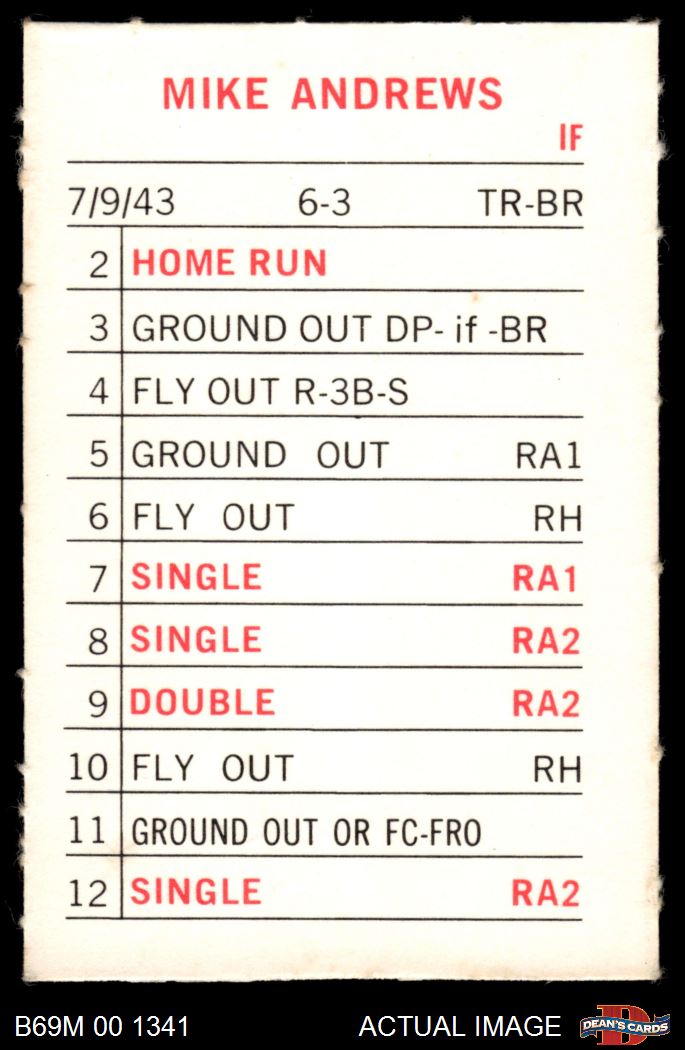 MIKE ANDREWS
IF
7/9/43 6-3 TR-BR
2 HOME RUN
3 GROUND OUT DP- if -BR
4 FLY OUT R-3B-S
5 GROUND OUT RA1
6 FLY OUT RH
7 SINGLE RA1
8 SINGLE RA2
9 DOUBLE RA2
10 FLY OUT RH
11 GROUND OUT OR FC-FRO
12 SINGLE RA2
B69M 00 1341 ACTUAL IMAGE D DEAN'S CARDS